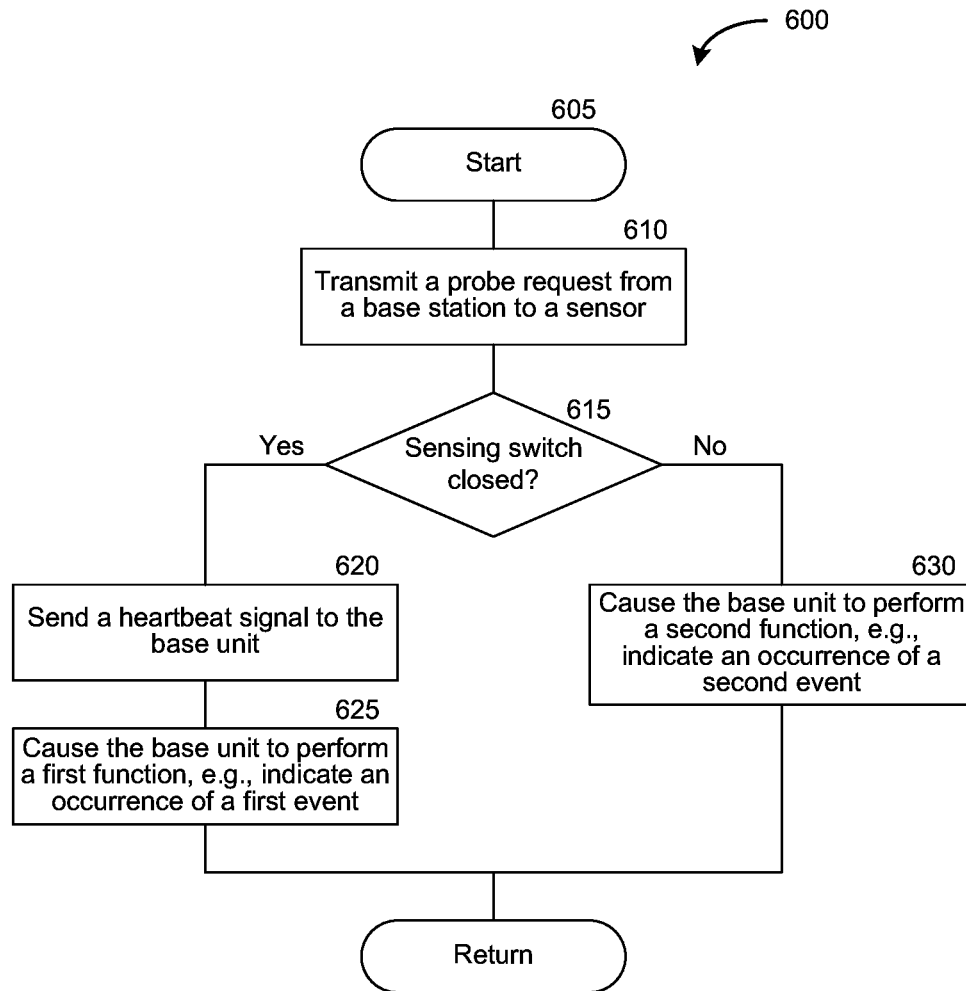 600
605
Start
610
Transmit a probe request from
a base station to a sensor
615
Sensing switch
closed?
Yes
No
620
Send a heartbeat signal to the
base unit
630
Cause the base unit to perform
a second function, e.g.,
indicate an occurrence of a
second event
625
Cause the base unit to perform
a first function, e.g., indicate an
occurrence of a first event
Return